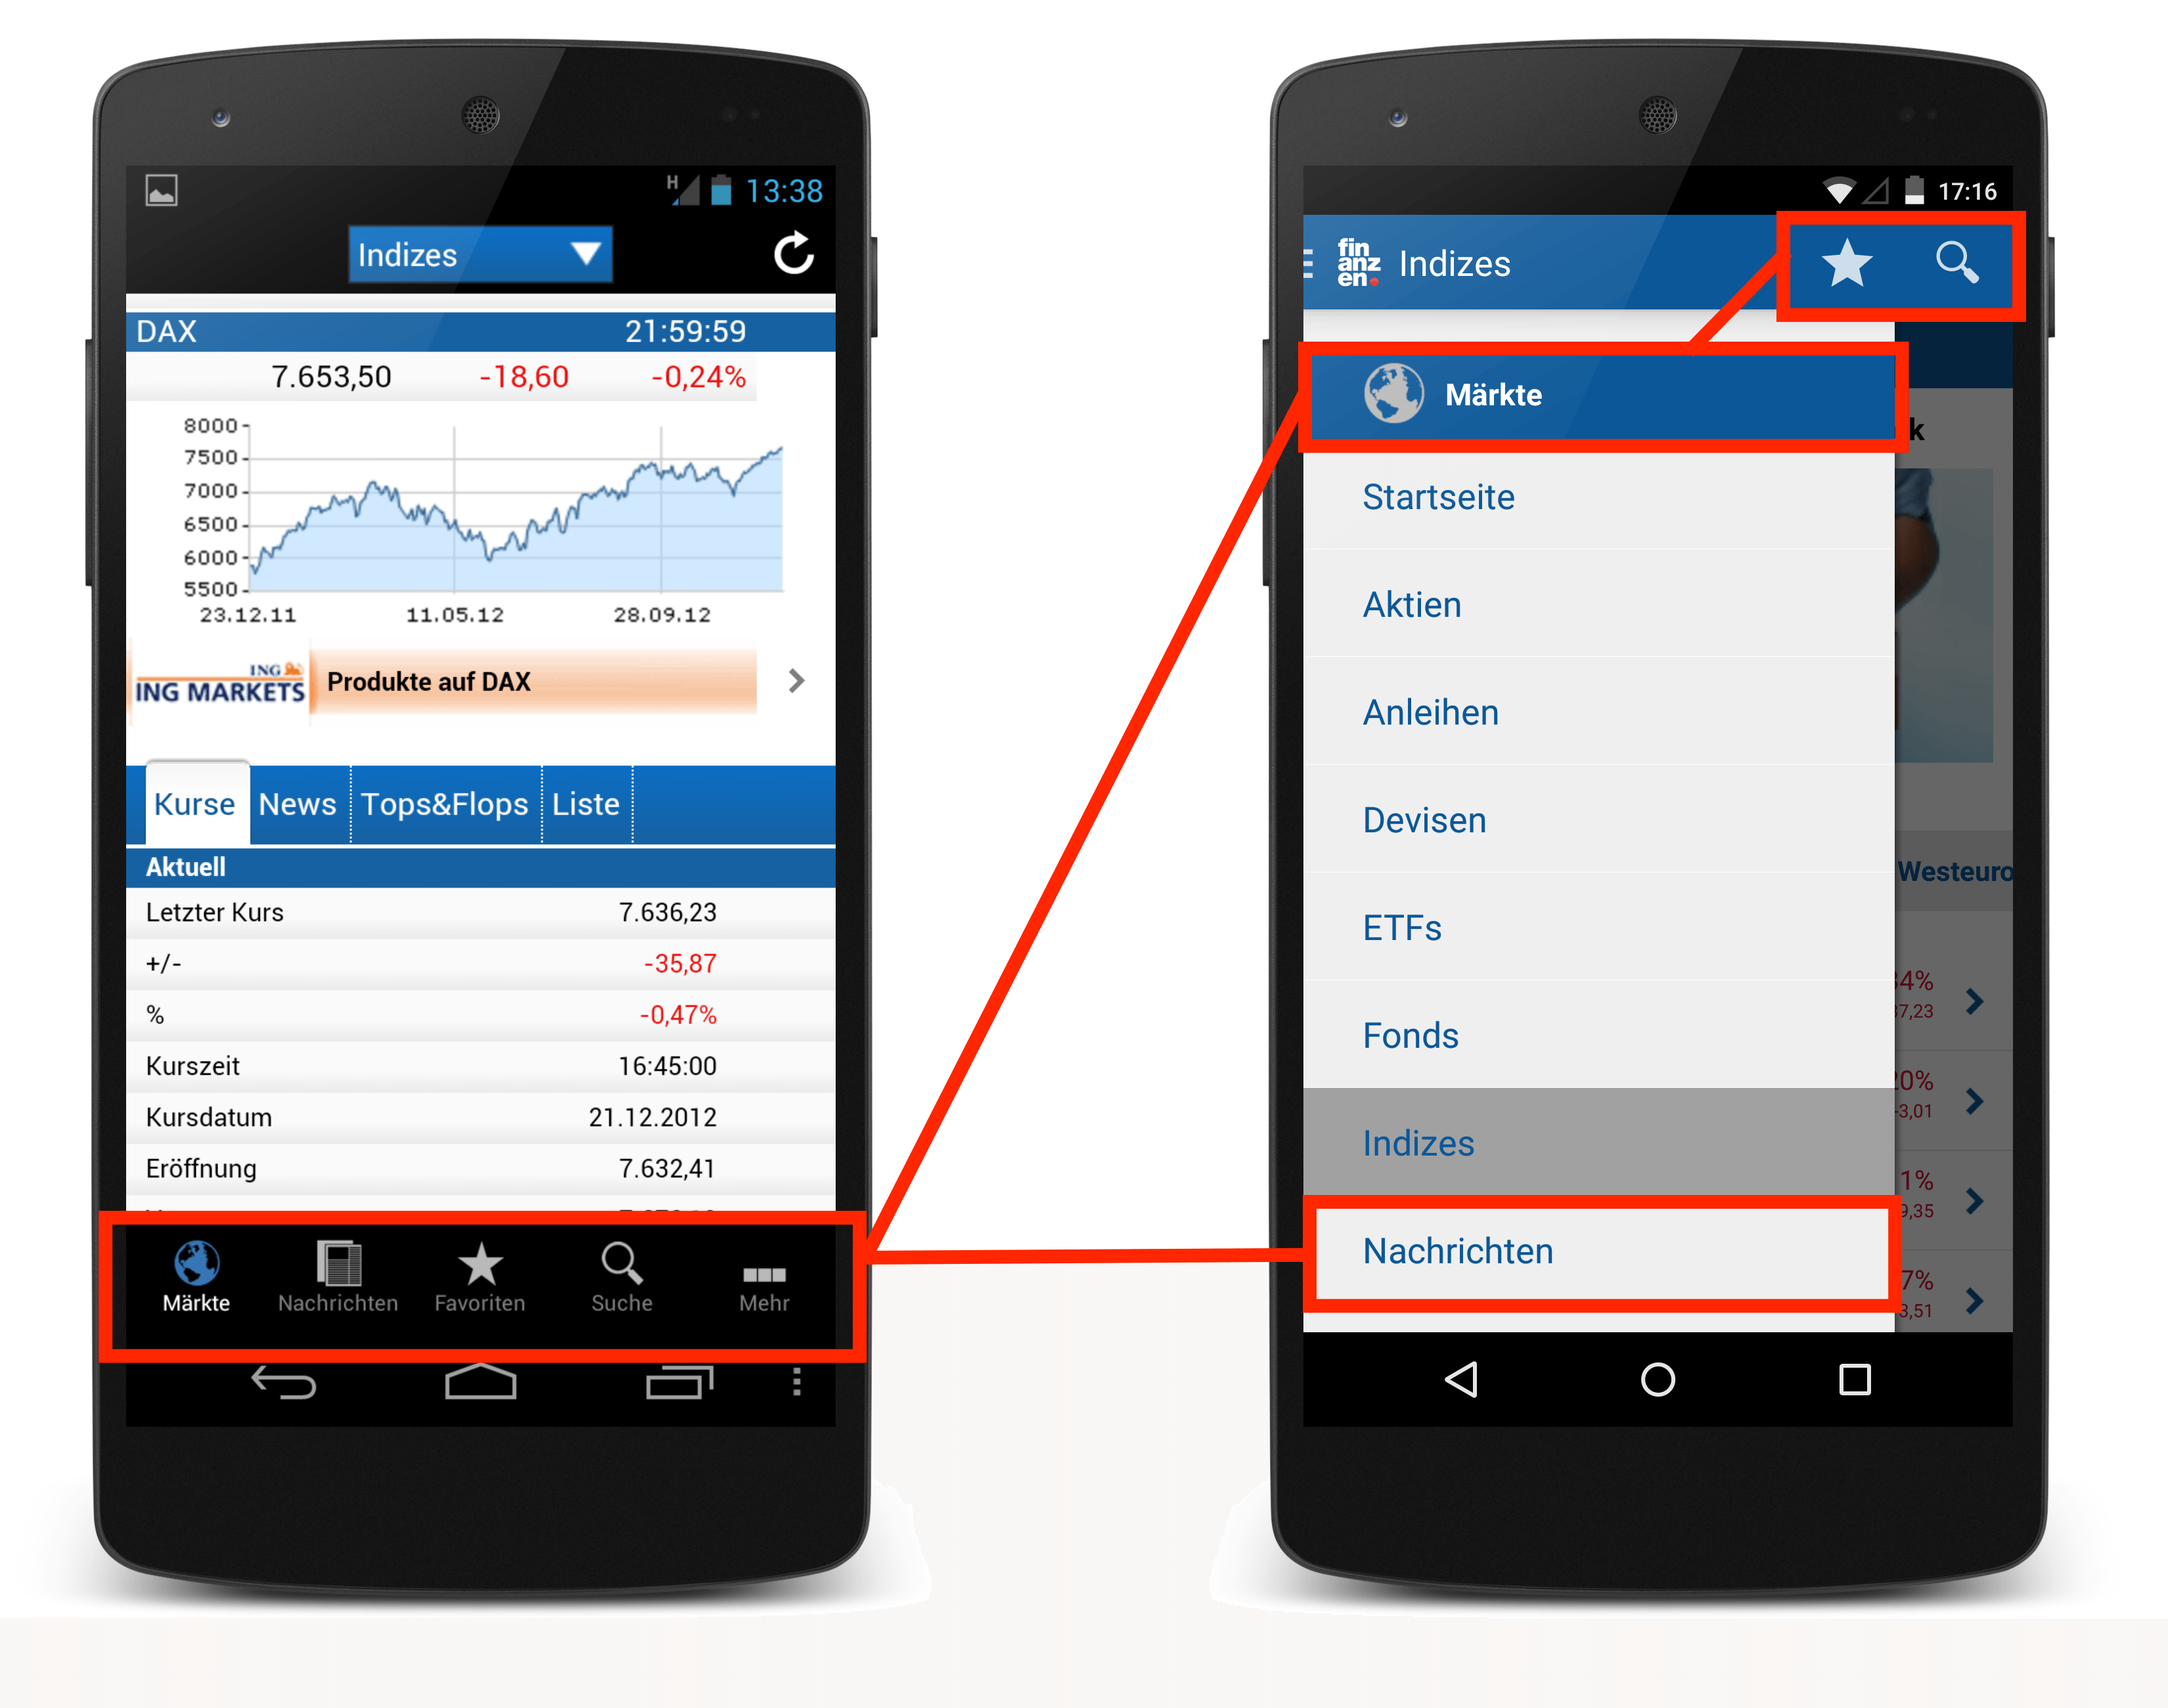 H 13:38
Indizes
DAX 21:59:59
7.653,50 -18,60 -0,24%
8000
7500
7000
6500
6000
5500
23.12.11 11.05.12 28.09.12
ING
ING MARKETS
Produkte auf DAX
Kurse News Tops&Flops Liste
Aktuell
Letzter Kurs 7.636,23
+/- -35,87
% -0,47%
Kurszeit 16:45:00
Kursdatum 21.12.2012
Eröffnung 7.632,41
Märkte Nachrichten Favoriten Suche Mehr
17:16
fin
anz
en.
Indizes
Märkte
k
Startseite
Aktien
Anleihen
Devisen
Westeuro
ETFs
4%
7,23
Fonds
0%
-3,01
Indizes
1%
9,35
Nachrichten
7%
3,51